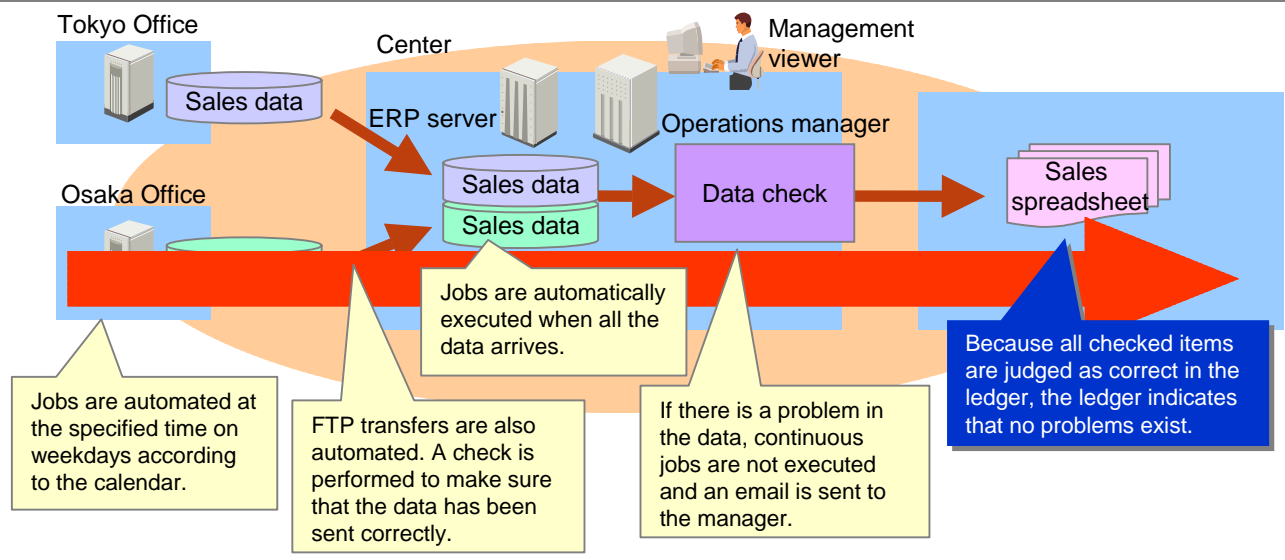 Tokyo Office
Sales data
Center
Management
viewer
ERP server
Operations manager
Osaka Office
Sales data
Sales data
Data check
Sales
spreadsheet
Jobs are automated at
the specified time on
weekdays according
to the calendar.
FTP transfers are also
automated. A check is
performed to make sure
that the data has been
sent correctly.
Jobs are automatically
executed when all the
data arrives.
If there is a problem in
the data, continuous
jobs are not executed
and an email is sent to
the manager.
Because all checked items
are judged as correct in the
ledger, the ledger indicates
that no problems exist.